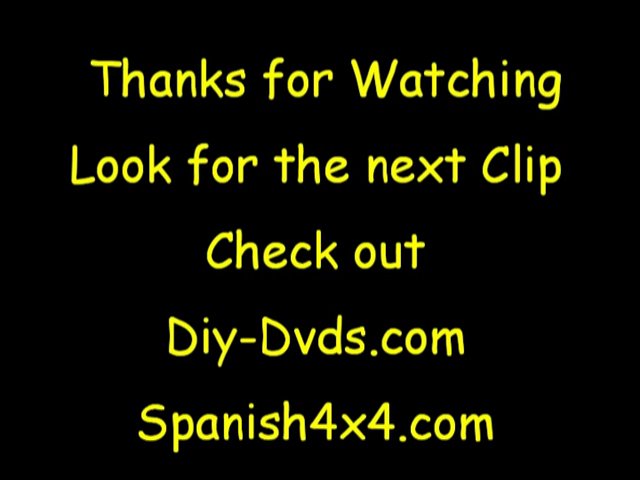 Thanks for Watching
Look for the next Clip
Check out
Diy-Dvds.com
Spanish4x4.com